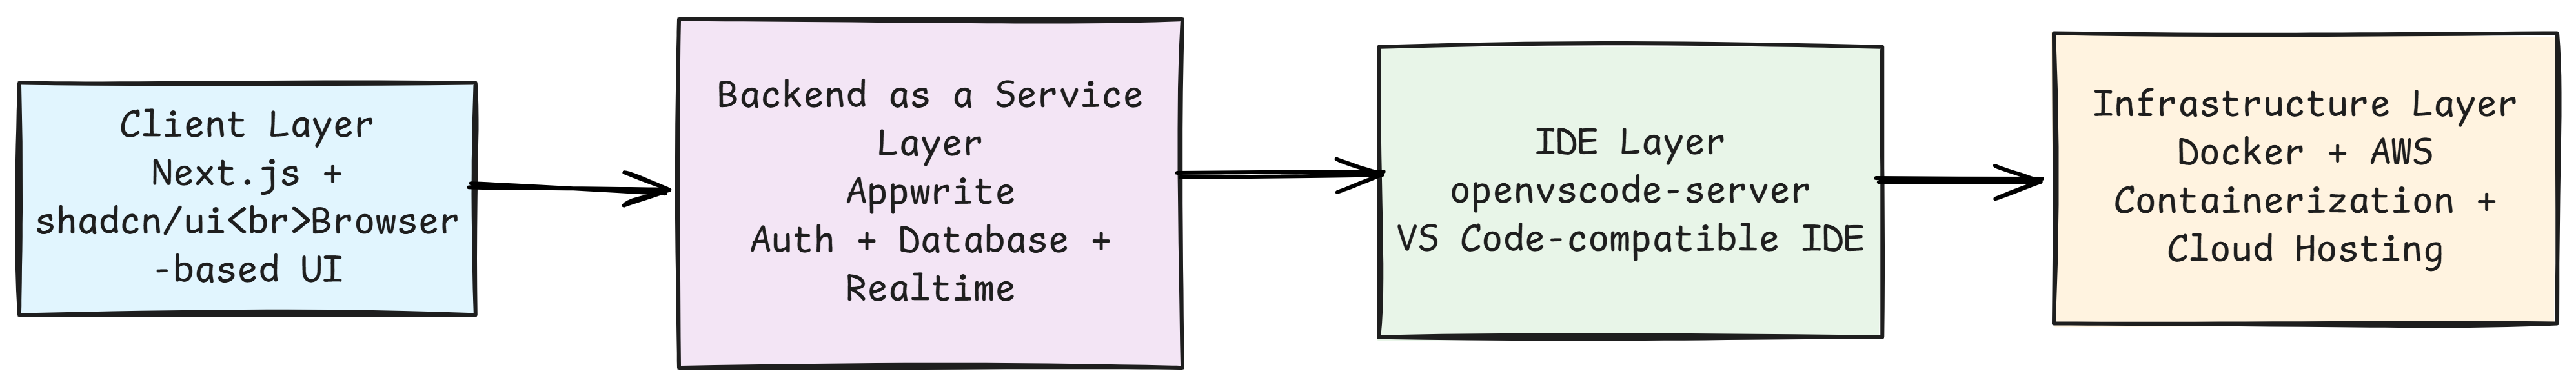 Client Layer
Next.js +
shadcn/ui<br>Browser
-based UI
Backend as a Service
Layer
Appwrite
Auth + Database +
Realtime
IDE Layer
openvscode-server
VS Code-compatible IDE
Infrastructure Layer
Docker + AWS
Containerization +
Cloud Hosting